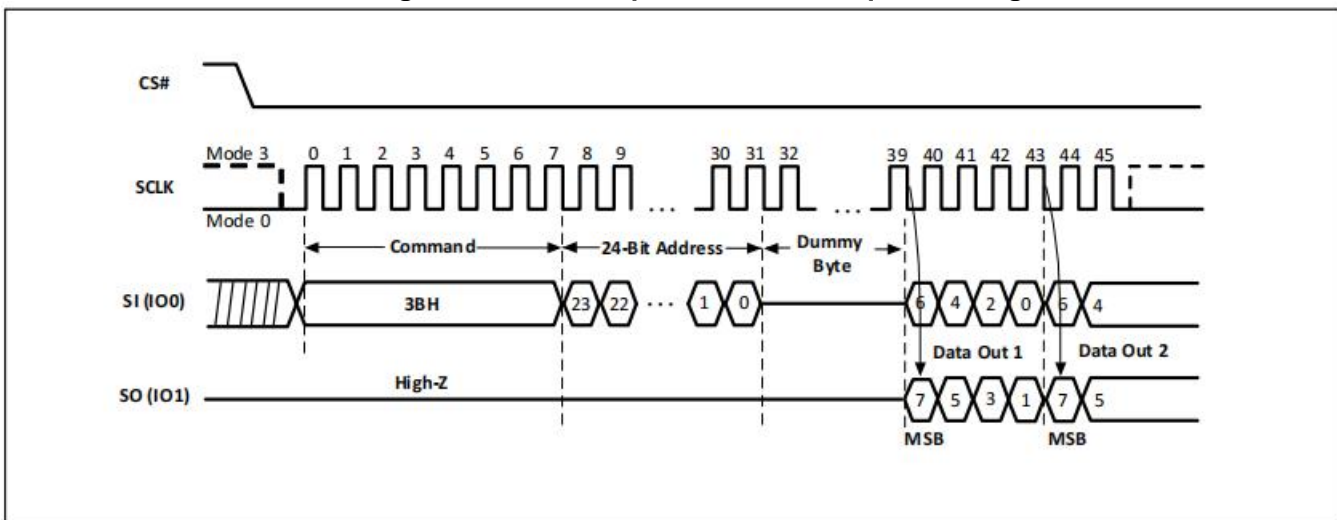 CS#
Mode 3 0 1 2 3 4 5 6 7 8 9 30 31 32 39 40 41 42 43 44 45
SCLK
... ...
Mode 0
Command 24-Bit Address Dummy
Byte
SI (IO0) 3BH 23 22 ... 1 0 6 4 2 0 6 4
Data Out 1 Data Out 2
High-Z
SO (IO1) 7 5 3 1 7 5
MSB MSB